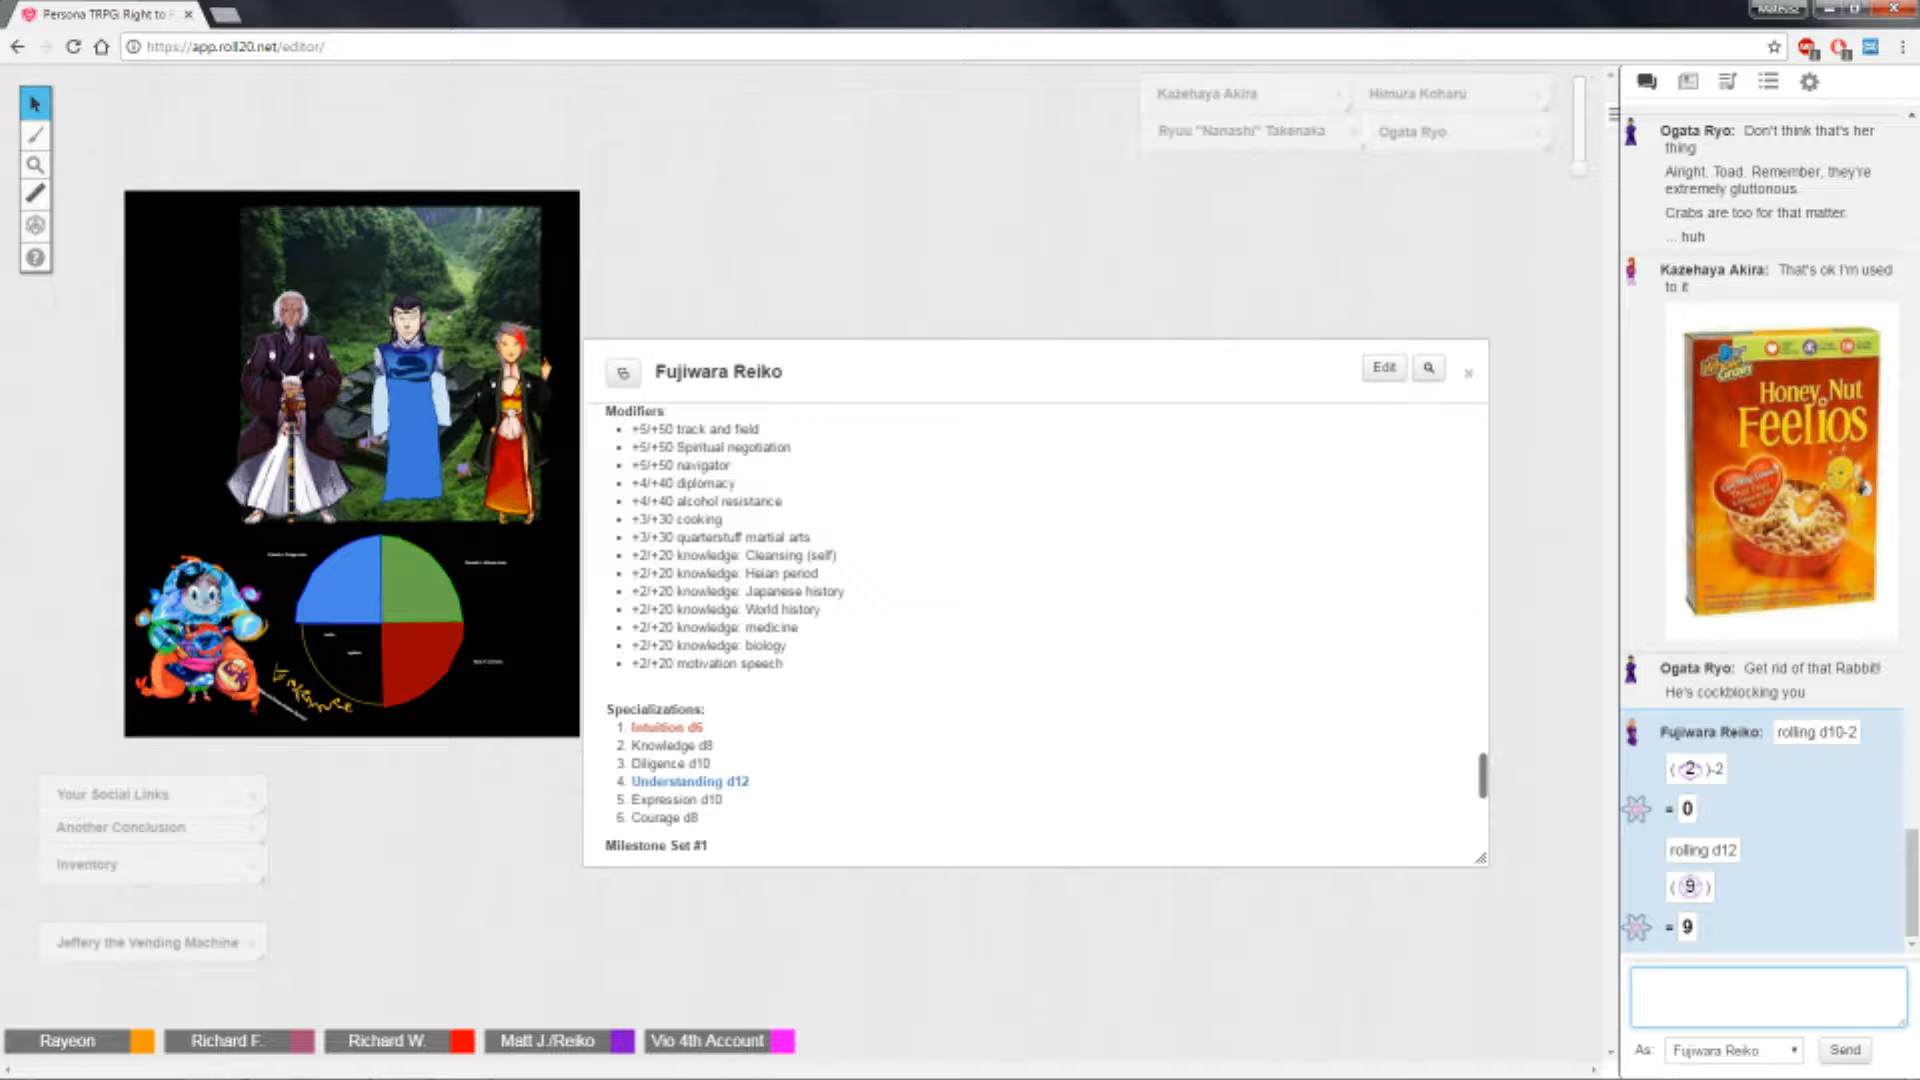 Persona TRPG: Right to
Mateusz
https://app.roll20.net/editor/
Kazehaya Akira
Himura Koharu
Ryuu "Nanashi" Takenaka
Ogata Ryo
Fujiwara Reiko
Edit
Modifiers:
+5/+50 track and field
+5/+50 Spiritual negotiation
+5/+50 navigator
+4/+40 diplomacy
+4/+40 alcohol resistance
+3/+30 cooking
+3/+30 quarterstuff martial arts
+2/+20 knowledge: Cleansing (self)
+2/+20 knowledge: Heian period
+2/+20 knowledge: Japanese history
+2/+20 knowledge: World history
+2/+20 knowledge: medicine
+2/+20 knowledge: biology
+2/+20 motivation speech
Specializations:
1. Intuition d6
2. Knowledge d8
3. Diligence d10
4. Understanding d12
5. Expression d10
6. Courage d8
Milestone Set #1
Your Social Links
Another Conclusion
Inventory
Jeffery the Vending Machine
Rayeon
Richard F.
Richard W.
Matt J./Reiko
Vio 4th Account
Ogata Ryo: Don't think that's her
thing
Alright. Toad. Remember, they're
extremely gluttonous.
Crabs are too for that matter.
... huh
Kazehaya Akira: That's ok I'm used
to it
Whole
Grain
Honey Nut
Feelios
Ogata Ryo: Get rid of that Rabbit!
He's cockblocking you
Fujiwara Reiko: rolling d10-2
(2)-2
= 0
rolling d12
(9)
= 9
As: Fujiwara Reiko
Send